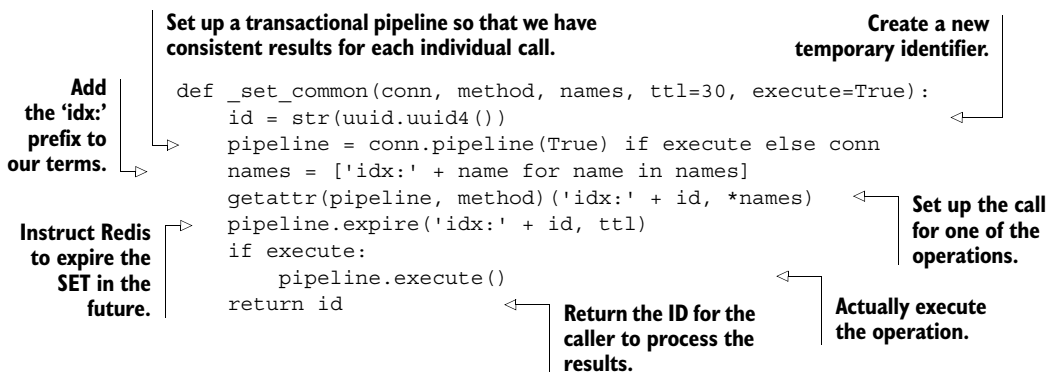 Set up a transactional pipeline so that we have
consistent results for each individual call.
Create a new
temporary identifier.
Add
the ‘idx:’
prefix to
our terms.
def _set_common(conn, method, names, ttl=30, execute=True):
id = str(uuid.uuid4())
pipeline = conn.pipeline(True) if execute else conn
names = ['idx:' + name for name in names]
getattr(pipeline, method)('idx:' + id, *names)
pipeline.expire('idx:' + id, ttl)
if execute:
pipeline.execute()
return id
Set up the call
for one of the
operations.
Instruct Redis
to expire the
SET in the
future.
Actually execute
the operation.
Return the ID for the
caller to process the
results.